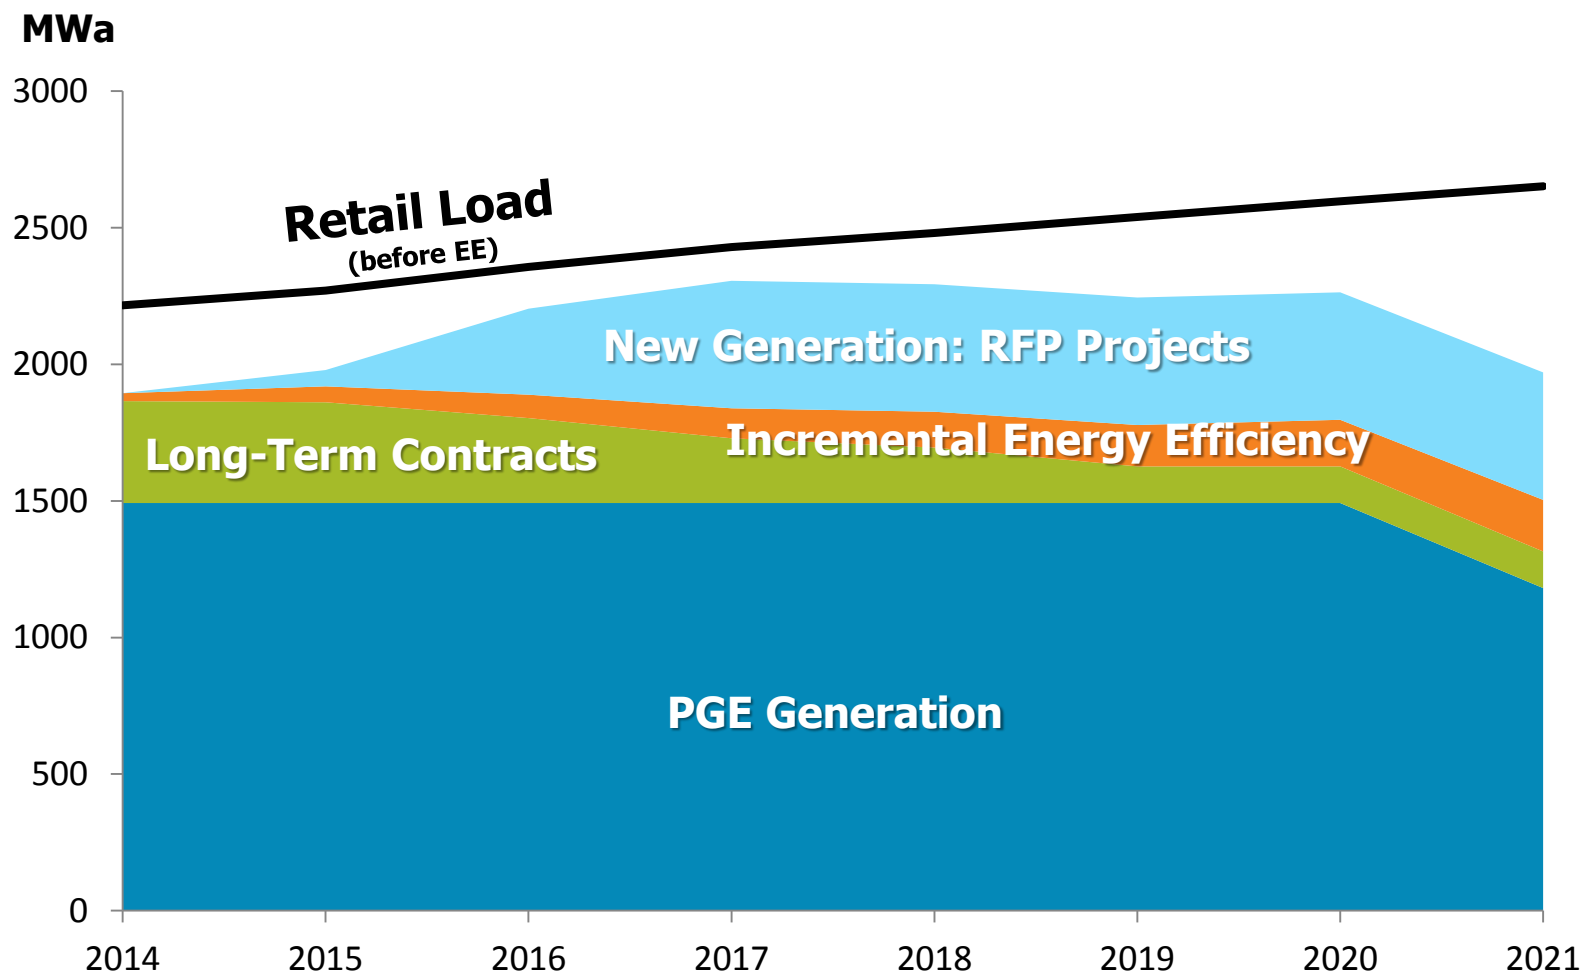 MWa
3000
2500
2000
1500
1000
500
0
Retail Load
(before EE)
New Generation: RFP Projects
Incremental Energy Efficiency
Long-Term Contracts
PGE Generation
2014 2015 2016 2017 2018 2019 2020 2021